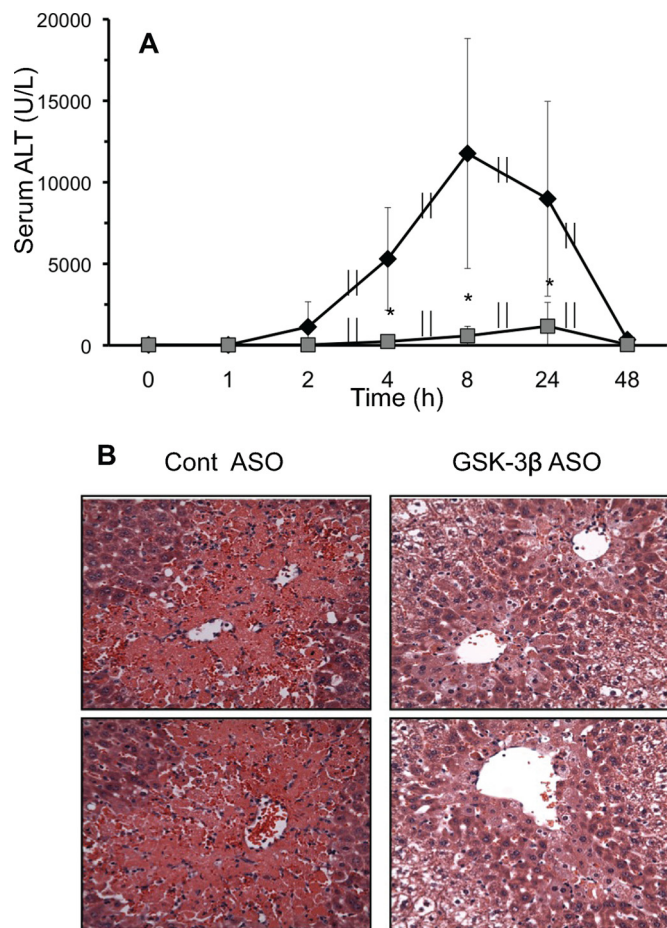 A
Serum ALT (U/L)
20000
15000
10000
5000
0
*
*
*
0 1 2 4 8 24 48
Time (h)
B
Cont ASO
GSK-3β ASO